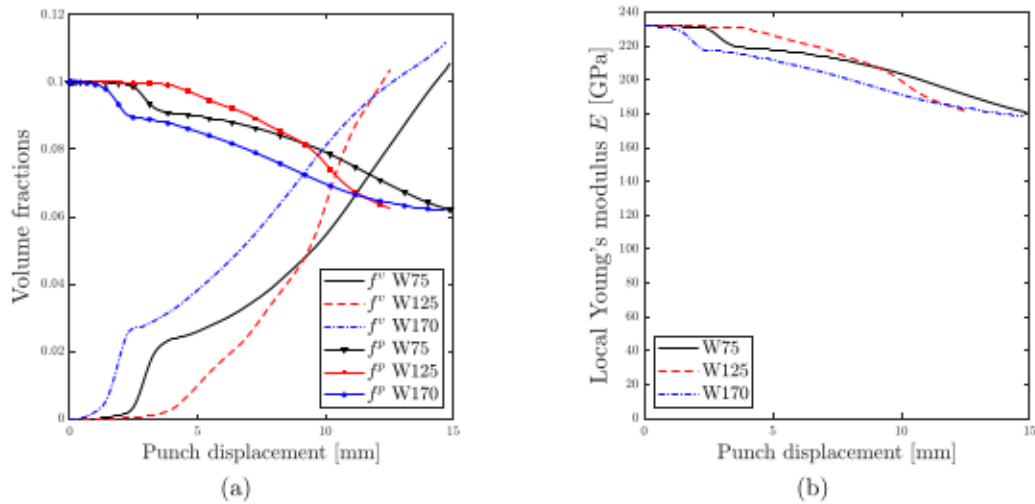 0.12
0.1
0.08
0.06
0.04
0.02
0
Volume fractions
f^v W75
f^v W125
f^v W170
f^p W75
f^p W125
f^p W170
0 5 10 15
Punch displacement [mm]
(a)
240
220
200
180
160
140
120
100
80
60
40
20
0
Local Young's modulus E [GPa]
W75
W125
W170
0 5 10 15
Punch displacement [mm]
(b)